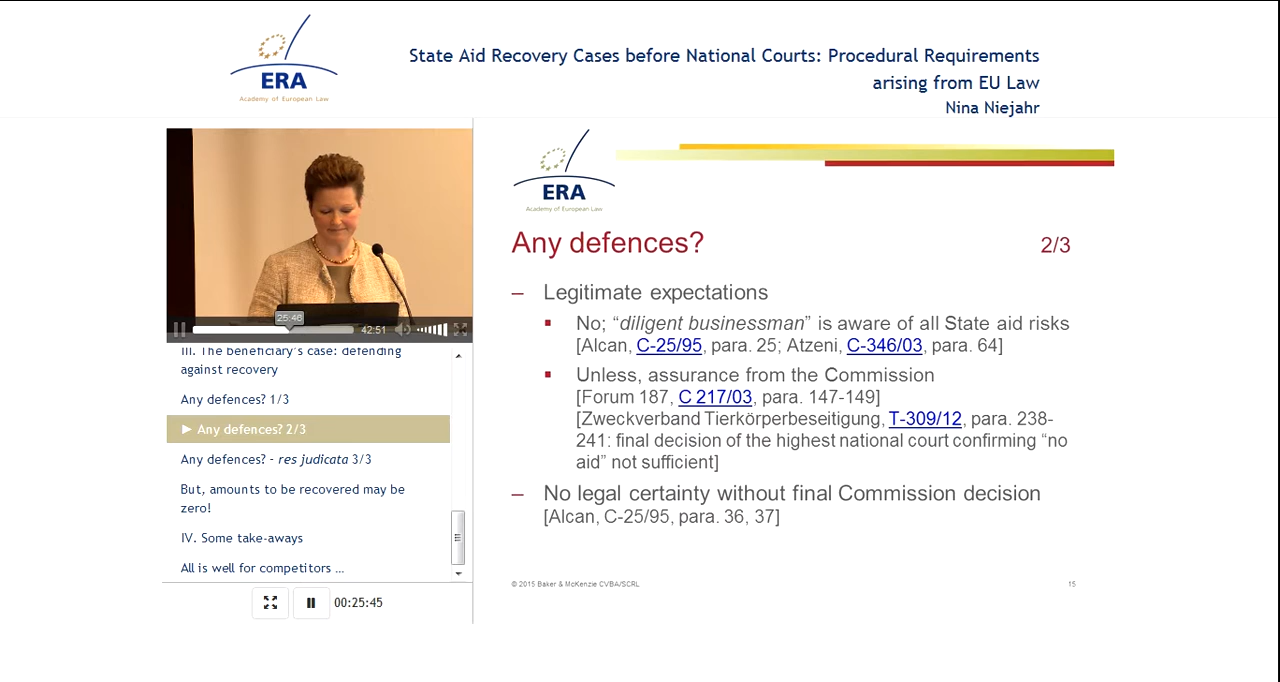 ERA
Academy of European Law
State Aid Recovery Cases before National Courts: Procedural Requirements
arising from EU Law
Nina Niejahr
25:48
42:51
III. The beneficiary's case: defending
against recovery
Any defences? 1/3
► Any defences? 2/3
Any defences? - res judicata 3/3
But, amounts to be recovered may be
zero!
IV. Some take-aways
All is well for competitors ...
00:25:45
ERA
Academy of European Law
Any defences? 2/3
– Legitimate expectations
▪ No; “diligent businessman” is aware of all State aid risks
[Alcan, C-25/95, para. 25; Atzeni, C-346/03, para. 64]
▪ Unless, assurance from the Commission
[Forum 187, C 217/03, para. 147-149]
[Zweckverband Tierkörperbeseitigung, T-309/12, para. 238-
241: final decision of the highest national court confirming “no
aid” not sufficient]
– No legal certainty without final Commission decision
[Alcan, C-25/95, para. 36, 37]
© 2015 Baker & McKenzie CVBA/SCRL
15